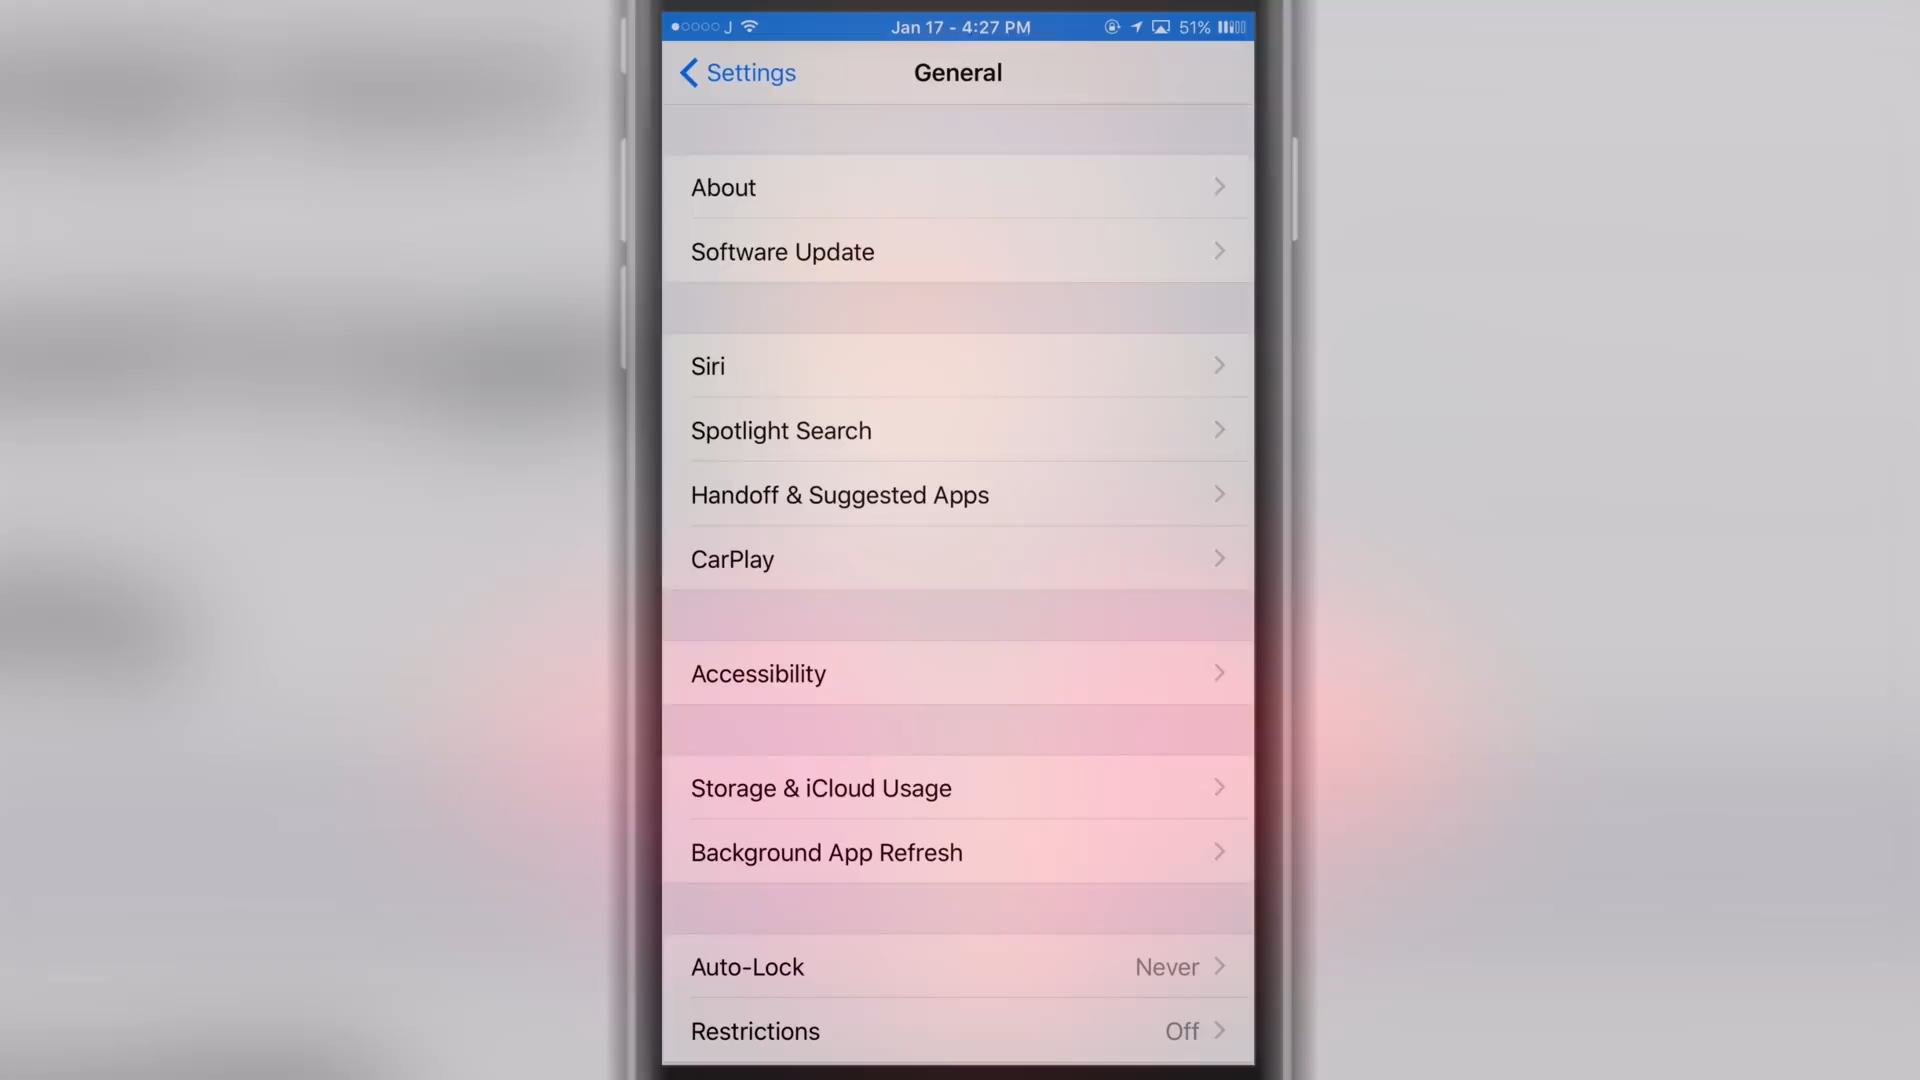 J Jan 17 - 4:27 PM 51%
Settings General
About
Software Update
Siri
Spotlight Search
Handoff & Suggested Apps
CarPlay
Accessibility
Storage & iCloud Usage
Background App Refresh
Auto-Lock Never
Restrictions Off